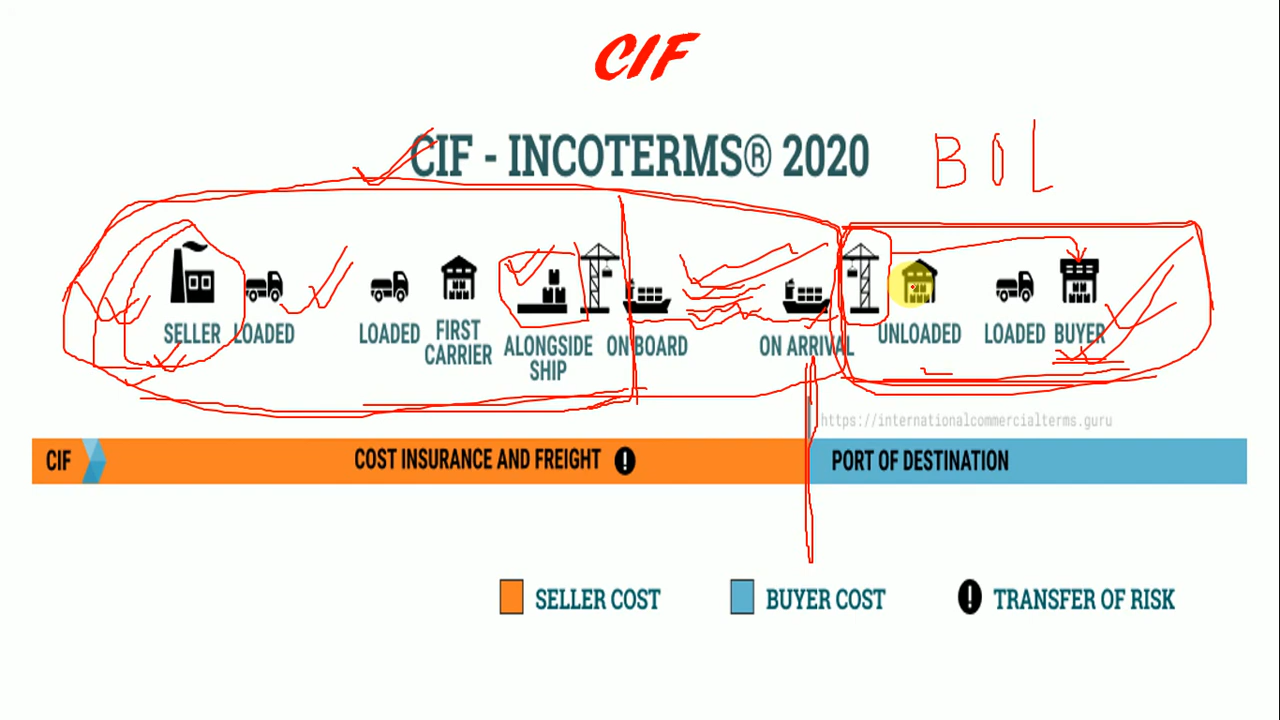 CIF
CIF - INCOTERMS® 2020
BOL
SELLER LOADED LOADED FIRST CARRIER ALONGSIDE SHIP ON BOARD ON ARRIVAL UNLOADED LOADED BUYER
https://internationalcommercialterms.guru
CIF COST INSURANCE AND FREIGHT ! PORT OF DESTINATION
SELLER COST BUYER COST ! TRANSFER OF RISK